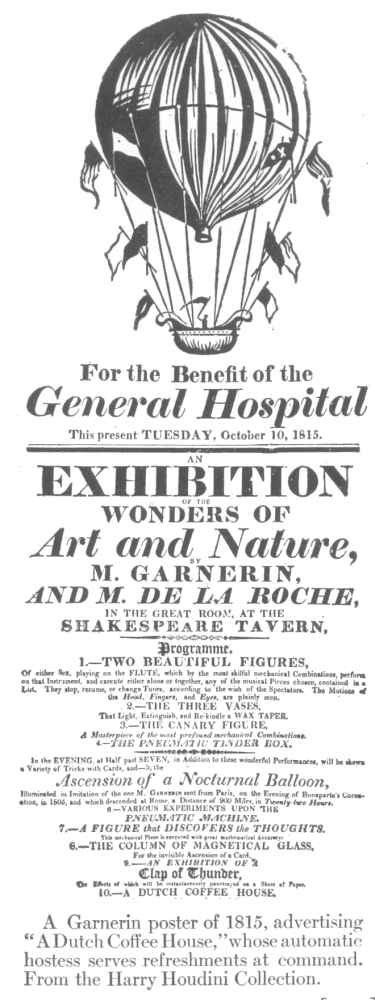 For the Benefit of the
General Hospital
This present TUESDAY, October 10, 1815.
AN
EXHIBITION
OF THE
WONDERS OF
Art and Nature,
BY
M. GARNERIN,
AND M. DE LA ROCHE,
IN THE GREAT ROOM, AT THE
SHAKESPEARE TAVERN,
Programme.
1.—TWO BEAUTIFUL FIGURES,
Of either Sex, playing on the FLUTE, which by the most skilful mechanical Combinations, perform
on that Instrument, and execute either alone or together, any of the musical Pieces chosen, contained in a
List. They stop, resume, or change Tunes, according to the wish of the Spectators. The Motions of
the Head, Fingers, and Eyes, are plainly seen.
2.—THE THREE VASES,
That Light, Extinguish, and Re-kindle a WAX TAPER.
3.—THE CANARY FIGURE,
A Masterpiece of the most profound mechanical Combinations.
4.—THE PNEUMATIC TINDER BOX.
In the EVENING, at Half past SEVEN, in Addition to these wonderful Performances, will be shewn
a Variety of Tricks with Cards, and—5, the
Ascension of a Nocturnal Balloon,
Illuminated in Imitation of the one M. GARNERIN sent from Paris, on the Evening of Bonaparte's Coron-
ation, in 1805, and which descended at Rome, a Distance of 900 Miles, in Twenty-two Hours.
6.—VARIOUS EXPERIMENTS UPON THE
PNEUMATIC MACHINE.
7.—A FIGURE that DISCOVERS the THOUGHTS.
This mechanical Piece is executed with great mathematical Accuracy.
8.—THE COLUMN OF MAGNETICAL GLASS,
For the invisible Ascension of a Card.
9.—AN EXHIBITION OF A
Clap of Thunder,
The Effects of which will be instantaneously pourtrayed on a Sheet of Paper.
10.—A DUTCH COFFEE HOUSE,
A Garnerin poster of 1815, advertising
"A Dutch Coffee House," whose automatic
hostess serves refreshments at command.
From the Harry Houdini Collection.